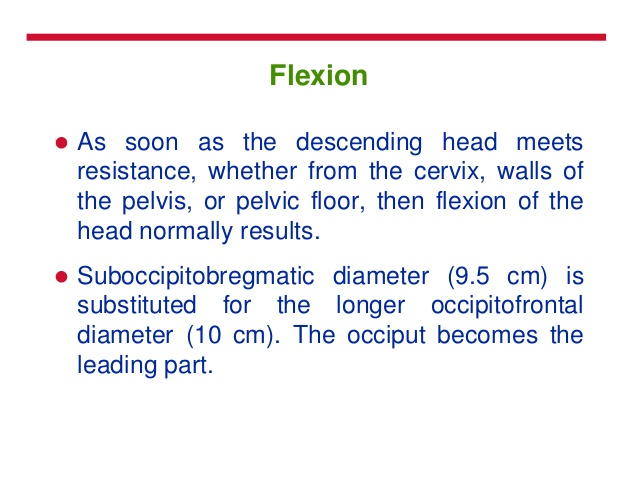 Flexion
● As soon as the descending head meets
resistance, whether from the cervix, walls of
the pelvis, or pelvic floor, then flexion of the
head normally results.
● Suboccipitobregmatic diameter (9.5 cm) is
substituted for the longer occipitofrontal
diameter (10 cm). The occiput becomes the
leading part.